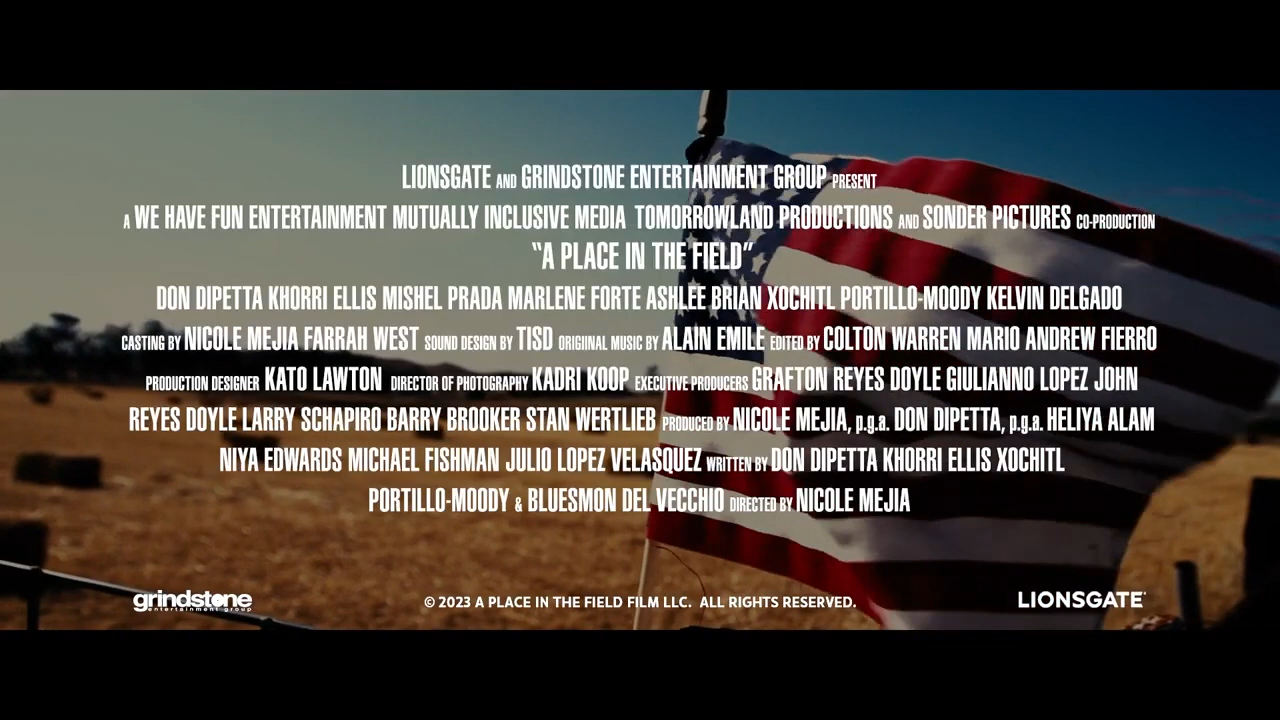 LIONSGATE AND GRINDSTONE ENTERTAINMENT GROUP PRESENT
A WE HAVE FUN ENTERTAINMENT MUTUALLY INCLUSIVE MEDIA TOMORROWLAND PRODUCTIONS AND SONDER PICTURES CO-PRODUCTION
“A PLACE IN THE FIELD”
DON DIPETTA KHORRI ELLIS MISHEL PRADA MARLENE FORTE ASHLEE BRIAN XOCHITL PORTILLO-MOODY KELVIN DELGADO
CASTING BY NICOLE MEJIA FARRAH WEST SOUND DESIGN BY TISD ORIGIINAL MUSIC BY ALAIN EMILE EDITED BY COLTON WARREN MARIO ANDREW FIERRO
PRODUCTION DESIGNER KATO LAWTON DIRECTOR OF PHOTOGRAPHY KADRI KOOP EXECUTIVE PRODUCERS GRAFTON REYES DOYLE GIULIANNO LOPEZ JOHN
REYES DOYLE LARRY SCHAPIRO BARRY BROOKER STAN WERTLIEB PRODUCED BY NICOLE MEJIA, p.g.a. DON DIPETTA, p.g.a. HELIYA ALAM
NIYA EDWARDS MICHAEL FISHMAN JULIO LOPEZ VELASQUEZ WRITTEN BY DON DIPETTA KHORRI ELLIS XOCHITL
PORTILLO-MOODY & BLUESMON DEL VECCHIO DIRECTED BY NICOLE MEJIA
grindstone
entertainment group
© 2023 A PLACE IN THE FIELD FILM LLC. ALL RIGHTS RESERVED.
LIONSGATE